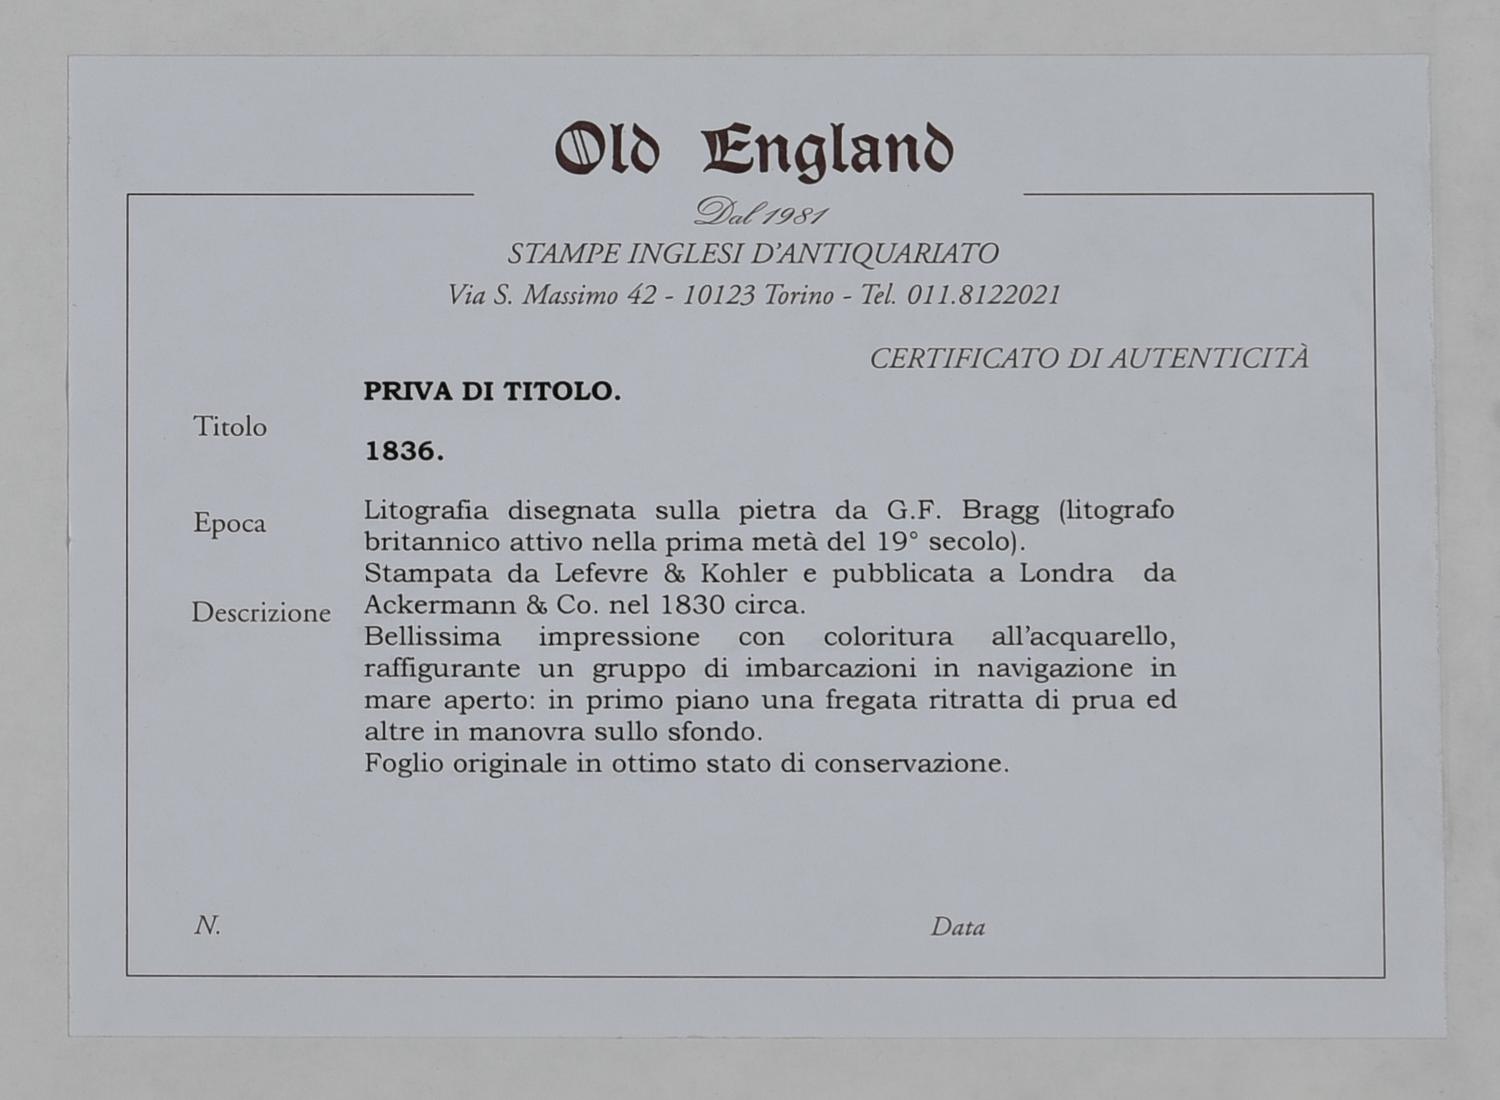 Old England
Dal 1981
STAMPE INGLESI D'ANTIQUARIATO
Via S. Massimo 42 - 10123 Torino - Tel. 011.8122021
CERTIFICATO DI AUTENTICITÀ
PRIVA DI TITOLO.
Titolo
1836.
Epoca
Litografia disegnata sulla pietra da G.F. Bragg (litografo
britannico attivo nella prima metà del 19° secolo).
Stampata da Lefevre & Kohler e pubblicata a Londra da
Descrizione
Ackermann & Co. nel 1830 circa.
Bellissima impressione con coloritura all'acquarello,
raffigurante un gruppo di imbarcazioni in navigazione in
mare aperto: in primo piano una fregata ritratta di prua ed
altre in manovra sullo sfondo.
Foglio originale in ottimo stato di conservazione.
N.
Data